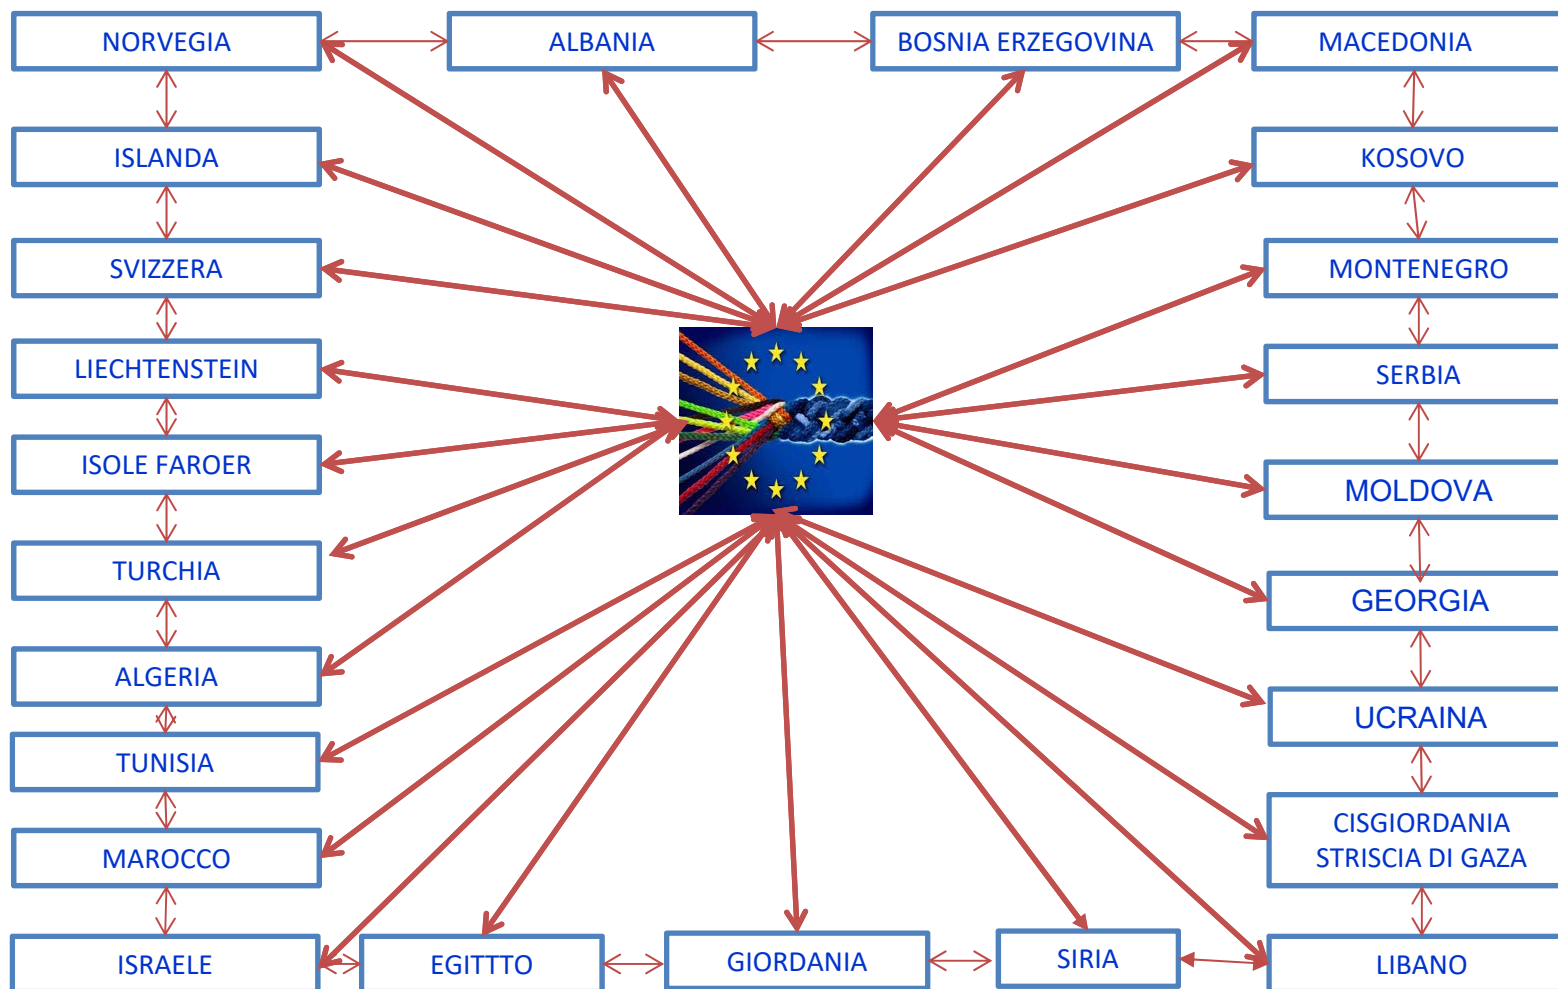 NORVEGIA
ALBANIA
BOSNIA ERZEGOVINA
MACEDONIA
ISLANDA
KOSOVO
SVIZZERA
MONTENEGRO
LIECHTENSTEIN
SERBIA
ISOLE FAROER
MOLDOVA
TURCHIA
GEORGIA
ALGERIA
UCRAINA
TUNISIA
CISGIORDANIA
STRISCIA DI GAZA
MAROCCO
ISRAELE
EGITTTO
GIORDANIA
SIRIA
LIBANO